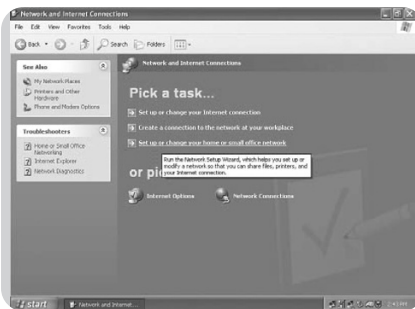 Network and Internet Connections
File Edit View Favorites Tools Help
Back Search Folders
See Also
My Network Places
Printers and Other
Hardware
Phone and Modem Options
Troubleshooters
Home or Small Office
Networking
Internet Explorer
Network Diagnostics
Network and Internet Connections
Pick a task...
Set up or change your Internet connection
Create a connection to the network at your workplace
Set up or change your home or small office network
Run the Network Setup Wizard, which helps you set up or
modify a network so that you can share files, printers, and
your Internet connection.
or pi
Internet Options
Network Connections
start
Network and Internet...
2:43 PM